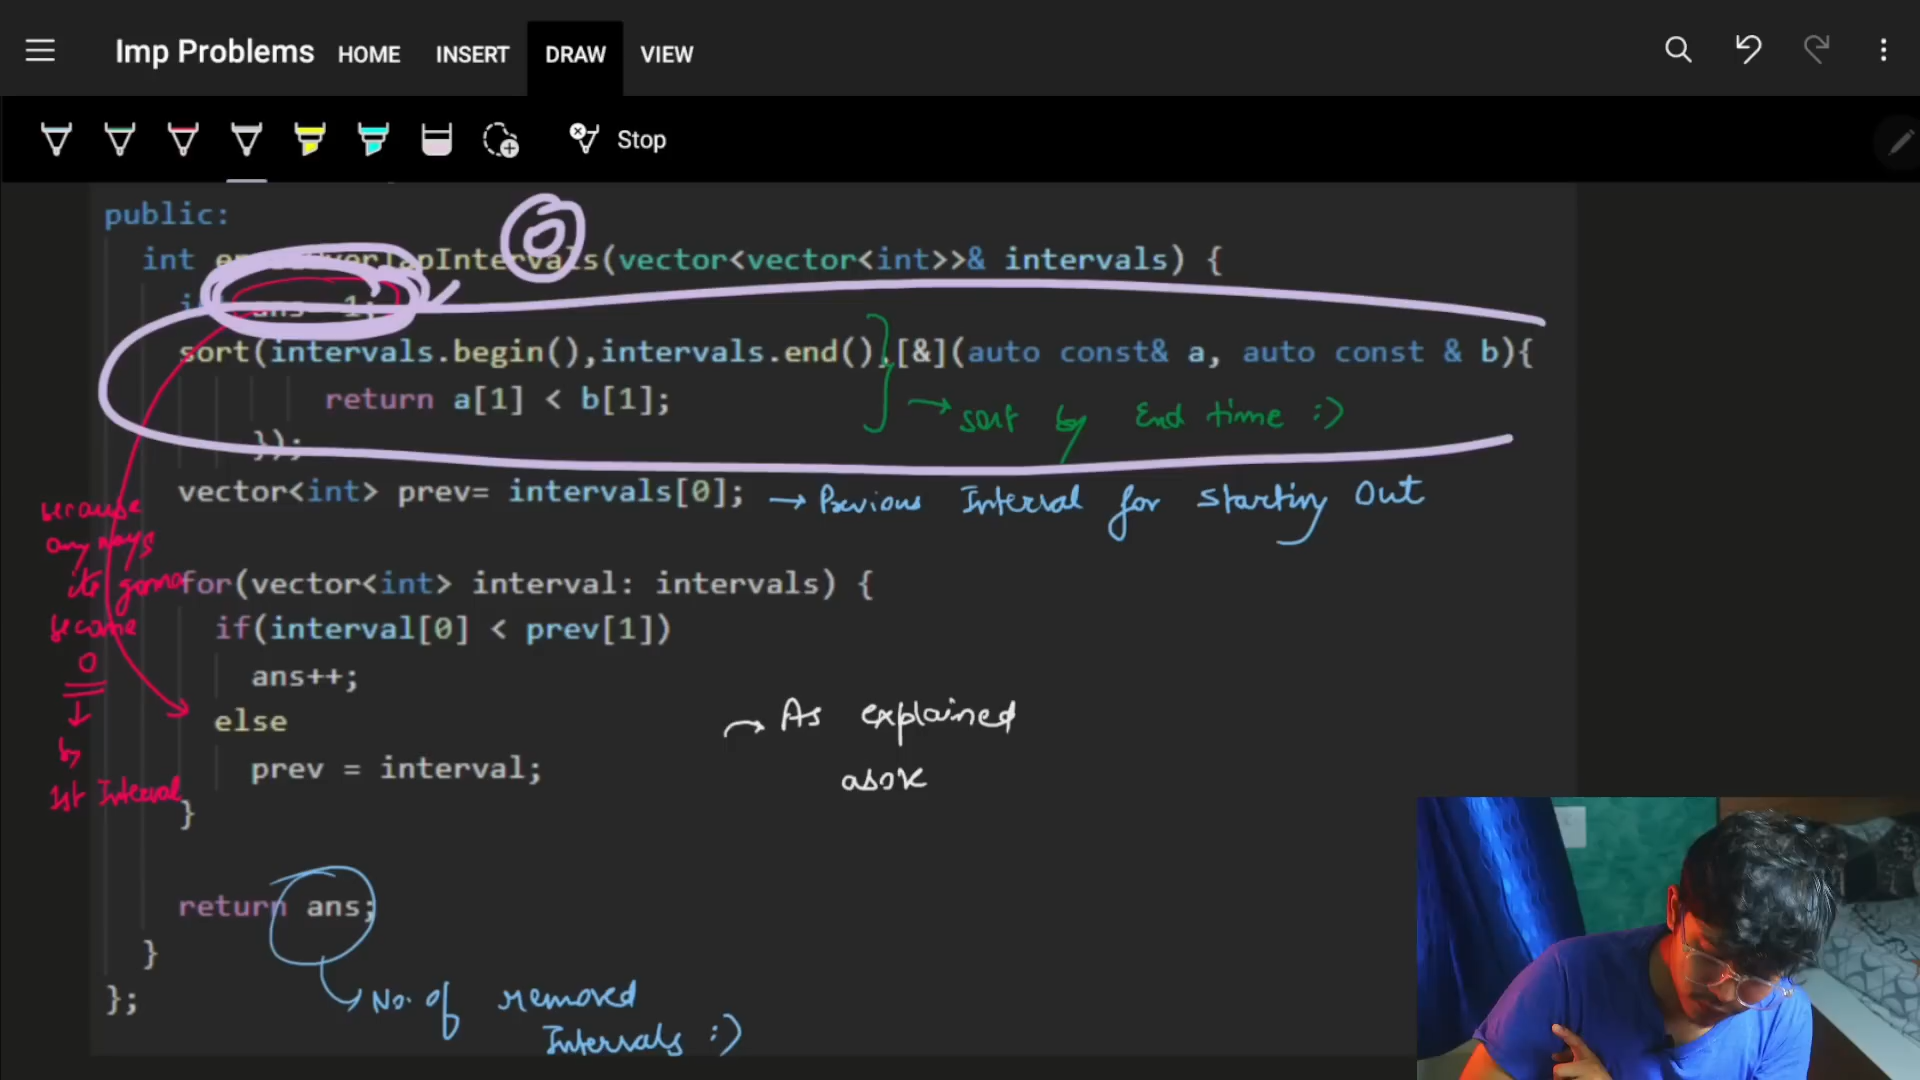 Imp Problems HOME INSERT DRAW VIEW
Stop
public:
int intervals(vector<vector<int>>& intervals) {
ans 1;
sort(intervals.begin(),intervals.end(),[&](auto const& a, auto const & b){
return a[1] < b[1];
→ sort by End time :)
});
vector<int> prev= intervals[0]; → Previous Interval for starting Out
because
any ways
its gonna
become
0
by
1st Interval
for(vector<int> interval: intervals) {
if(interval[0] < prev[1])
ans++;
else
prev = interval;
}
→ As explained
return ans;
}
};
→ No. of removed
Intervals :)